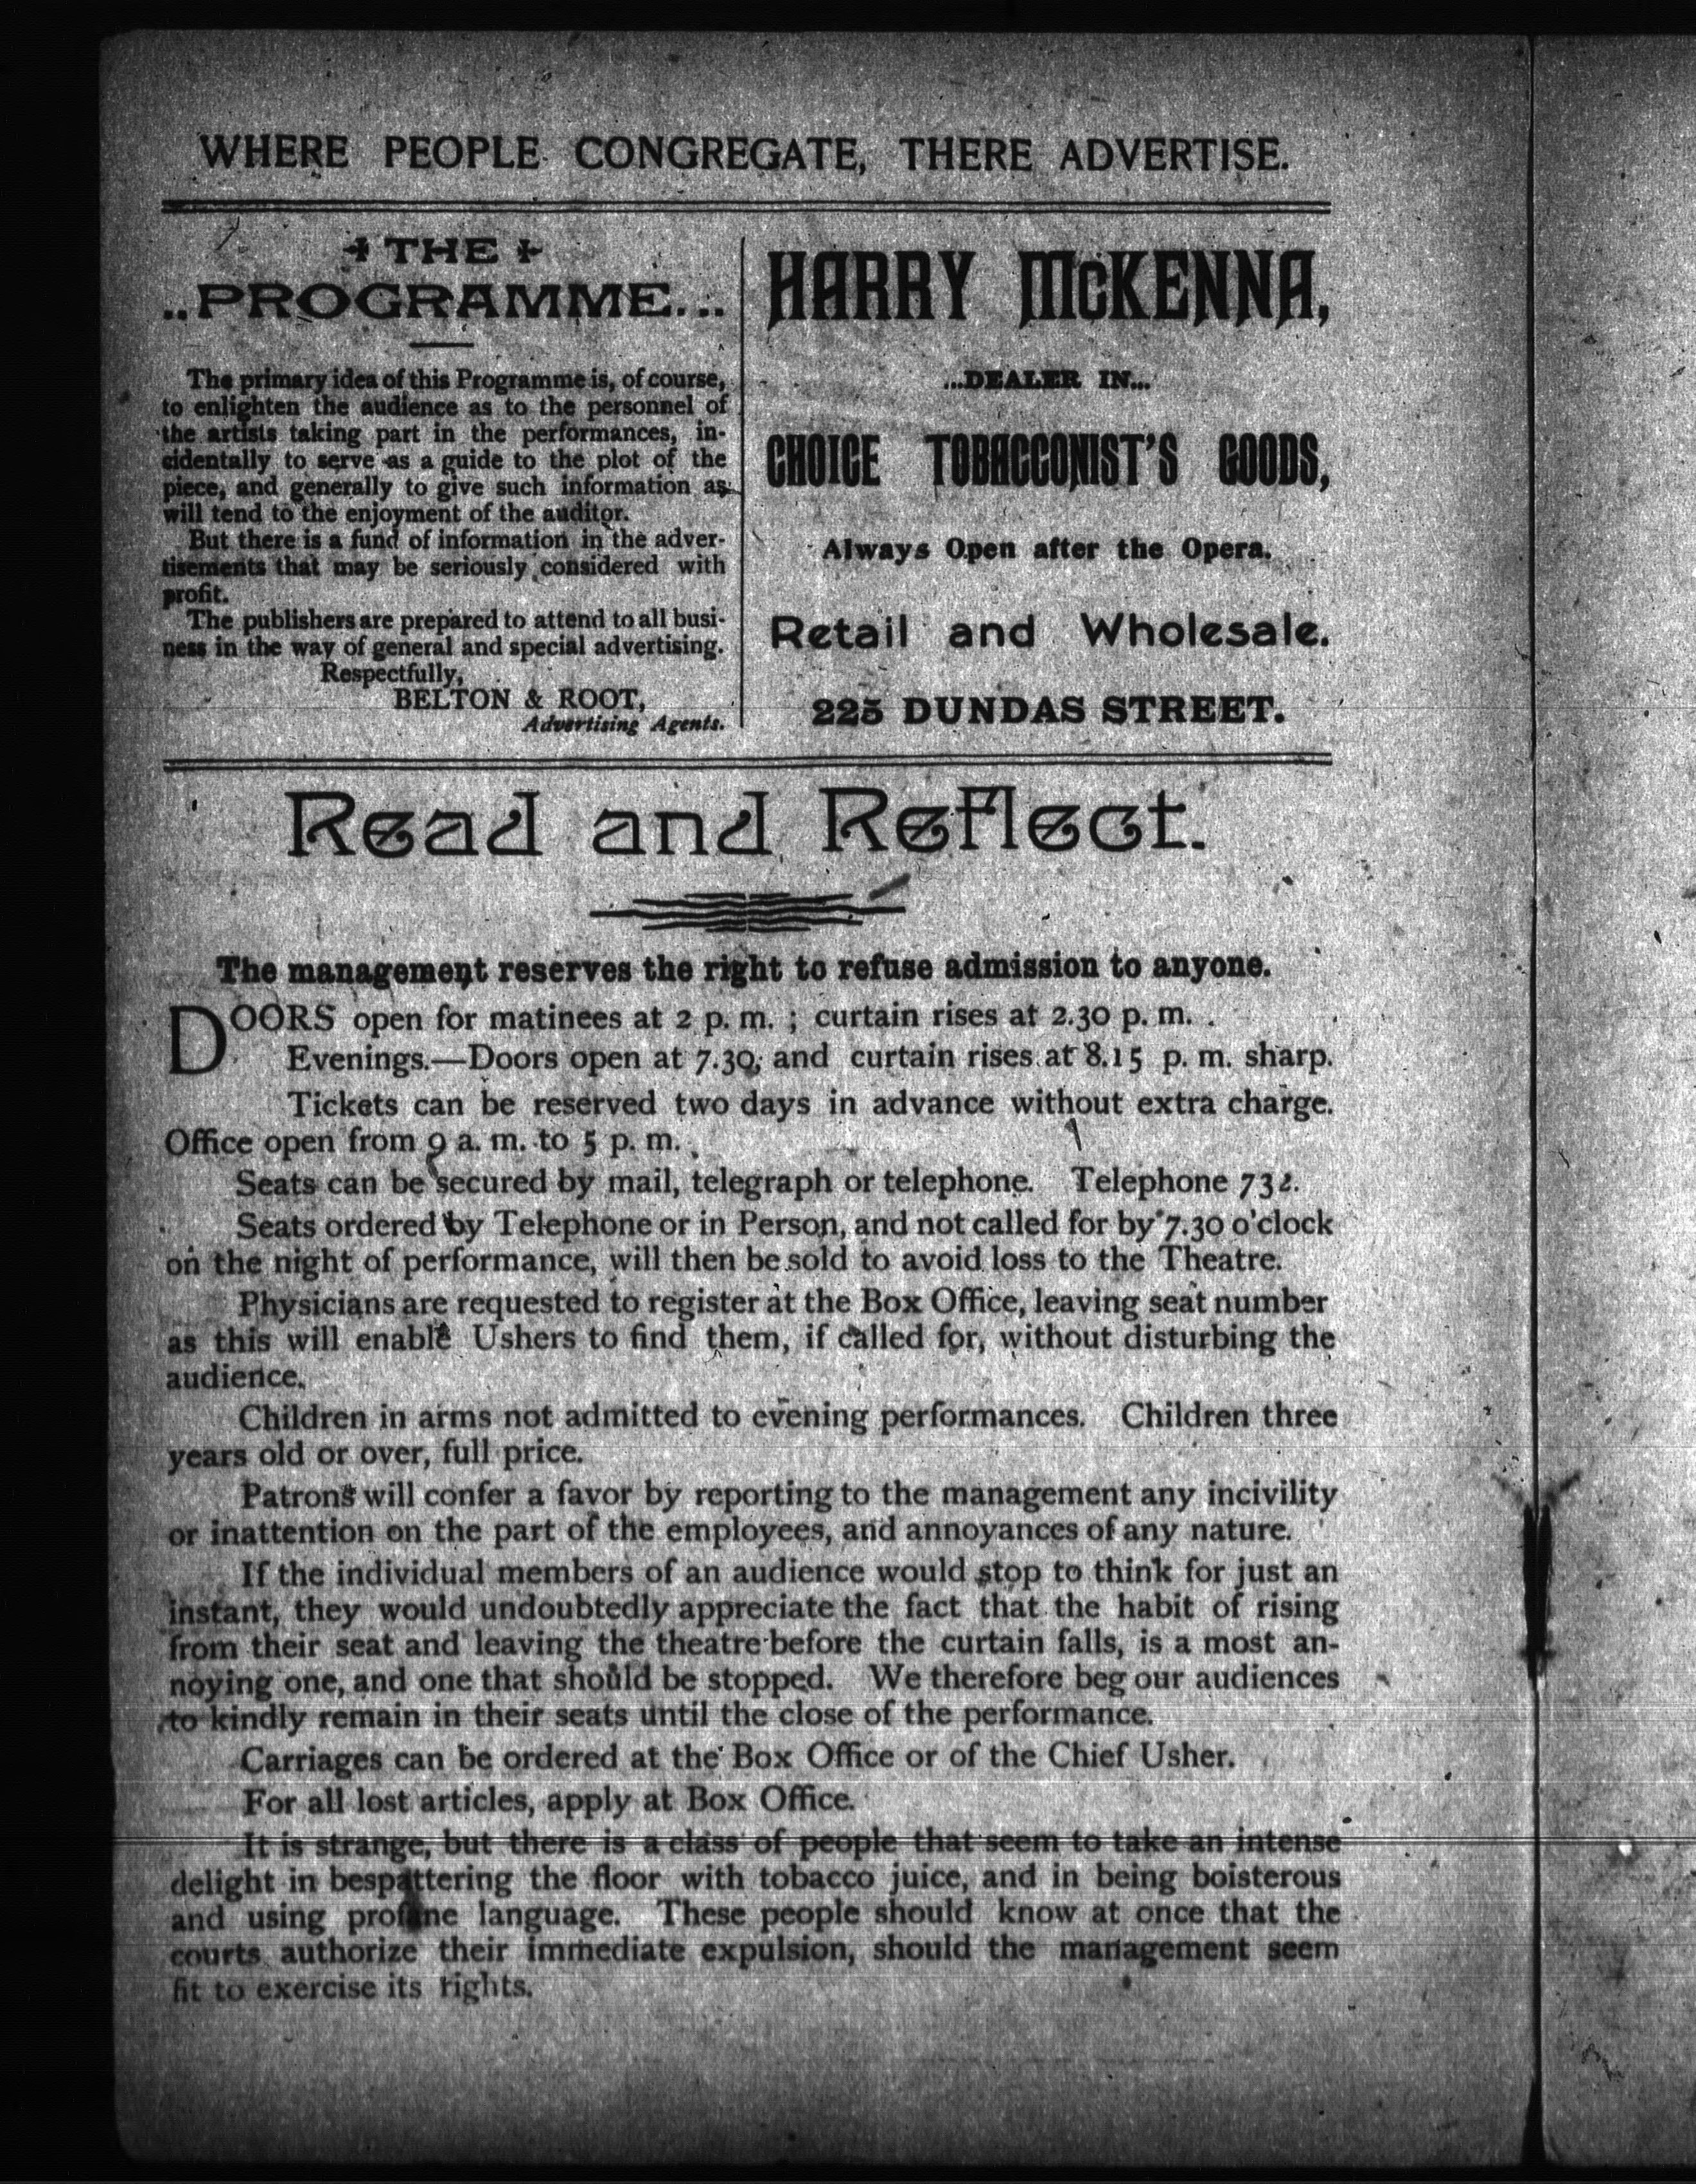 WHERE PEOPLE CONGREGATE, THERE ADVERTISE.
THE
..PROGRAMME...
The primary idea of this Programme is, of course,
to enlighten the audience as to the personnel of
the artists taking part in the performances, in-
cidentally to serve as a guide to the plot of the
piece, and generally to give such information as
will tend to the enjoyment of the auditor.
But there is a fund of information in the adver-
tisements that may be seriously considered with
profit.
The publishers are prepared to attend to all busi-
ness in the way of general and special advertising.
Respectfully,
BELTON & ROOT,
Advertising Agents.
HARRY McKENNA,
...DEALER IN...
CHOICE TOBACCONIST'S GOODS,
Always Open after the Opera.
Retail and Wholesale.
225 DUNDAS STREET.
Read and Reflect.
The management reserves the right to refuse admission to anyone.
DOORS open for matinees at 2 p. m. ; curtain rises at 2.30 p. m.
Evenings.—Doors open at 7.30; and curtain rises at 8.15 p. m. sharp.
Tickets can be reserved two days in advance without extra charge.
Office open from 9 a. m. to 5 p. m.
Seats can be secured by mail, telegraph or telephone. Telephone 732.
Seats ordered by Telephone or in Person, and not called for by 7.30 o'clock
on the night of performance, will then be sold to avoid loss to the Theatre.
Physicians are requested to register at the Box Office, leaving seat number
as this will enable Ushers to find them, if called for, without disturbing the
audience.
Children in arms not admitted to evening performances. Children three
years old or over, full price.
Patrons will confer a favor by reporting to the management any incivility
or inattention on the part of the employees, and annoyances of any nature.
If the individual members of an audience would stop to think for just an
instant, they would undoubtedly appreciate the fact that the habit of rising
from their seat and leaving the theatre before the curtain falls, is a most an-
noying one, and one that should be stopped. We therefore beg our audiences
to kindly remain in their seats until the close of the performance.
Carriages can be ordered at the Box Office or of the Chief Usher.
For all lost articles, apply at Box Office.
It is strange, but there is a class of people that seem to take an intense
delight in bespattering the floor with tobacco juice, and in being boisterous
and using profane language. These people should know at once that the
courts authorize their immediate expulsion, should the management seem
fit to exercise its rights.